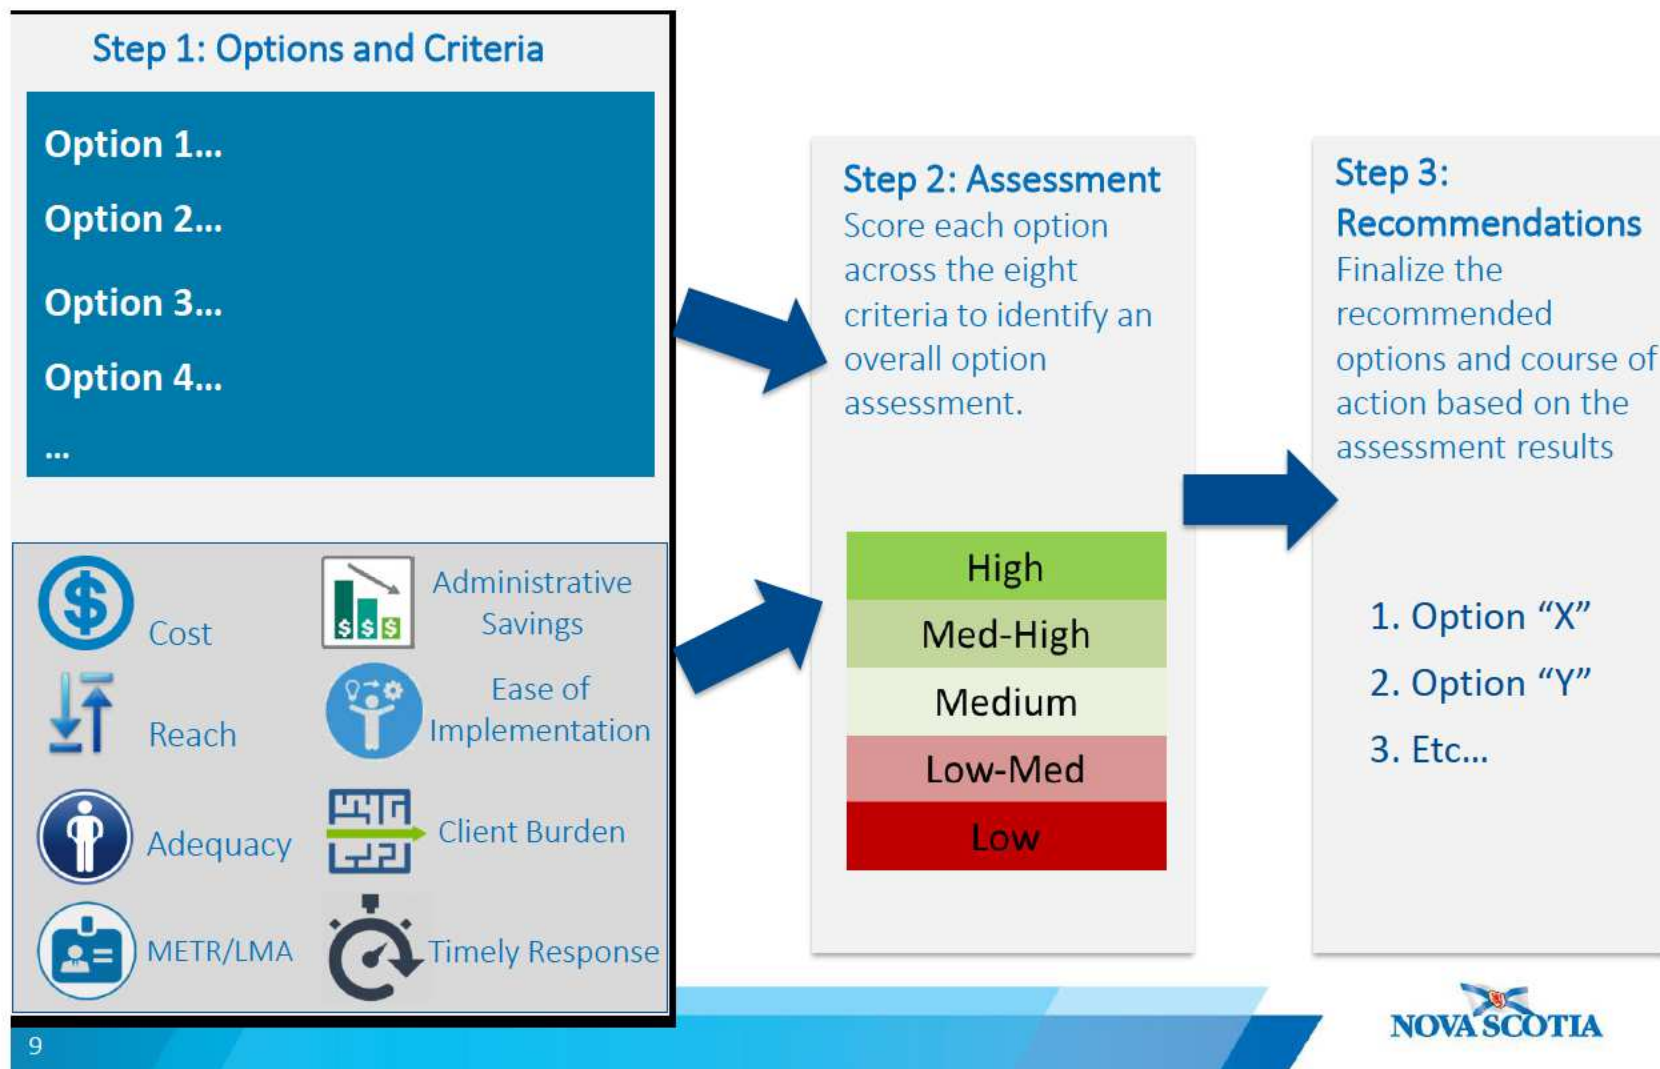 Step 1: Options and Criteria
Option 1...
Option 2...
Option 3...
Option 4...
...
Cost
Administrative
Savings
Reach
Ease of
Implementation
Adequacy
Client Burden
METR/LMA
Timely Response
Step 2: Assessment
Score each option
across the eight
criteria to identify an
overall option
assessment.
High
Med-High
Medium
Low-Med
Low
Step 3:
Recommendations
Finalize the
recommended
options and course of
action based on the
assessment results
1. Option “X”
2. Option “Y”
3. Etc...
9
NOVA SCOTIA